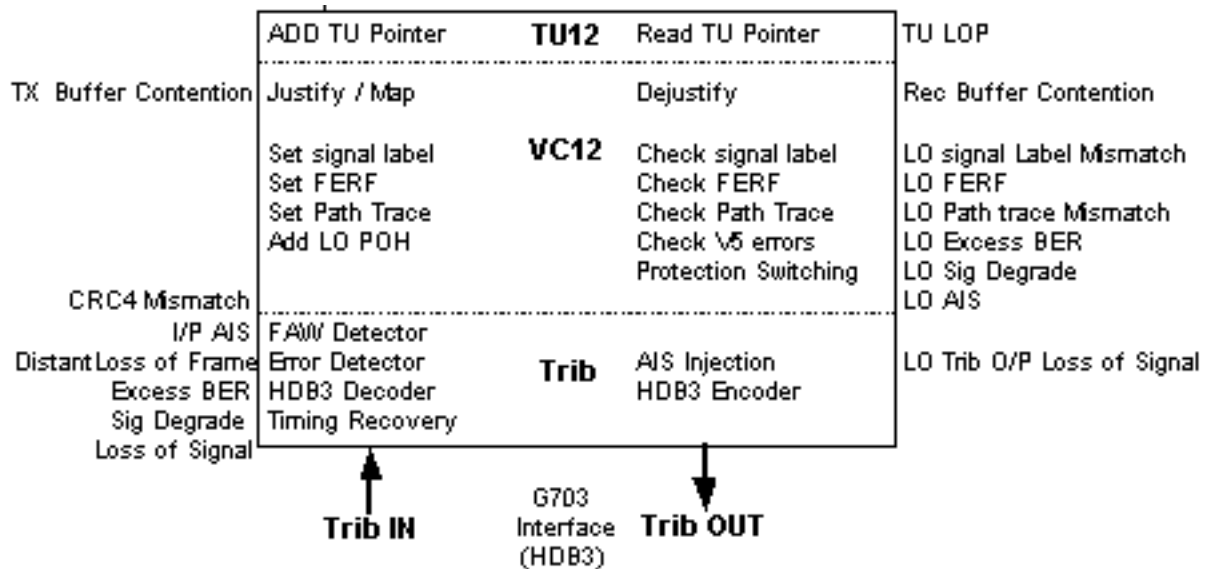 ADD TU Pointer TU12 Read TU Pointer TU LOP
TX Buffer Contention Justify / Map Dejustify Rec Buffer Contention
VC12
Set signal label Check signal label LO signal Label Mismatch
Set FERF Check FERF LO FERF
Set Path Trace Check Path Trace LO Path trace Mismatch
Add LO POH Check V5 errors LO Excess BER
Protection Switching LO Sig Degrade
CRC4 Mismatch LO AIS
I/P AIS FAW Detector
DistantLoss of Frame Error Detector Trib AIS Injection LO Trib O/P Loss of Signal
Excess BER HDB3 Decoder HDB3 Encoder
Sig Degrade Timing Recovery
Loss of Signal
G703
Trib IN Interface Trib OUT
(HDB3)